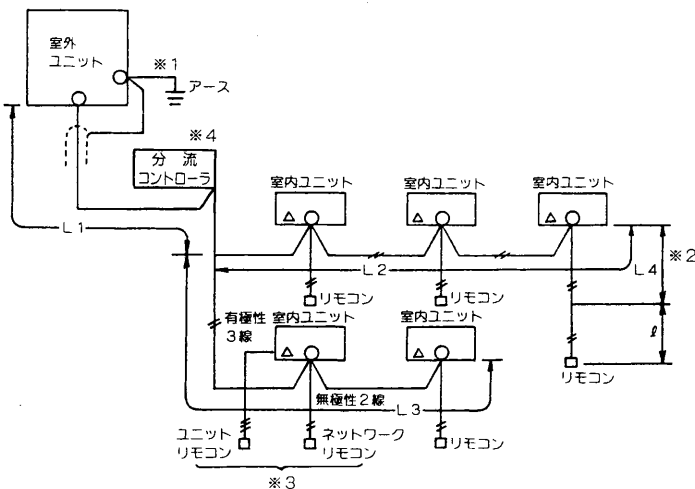 室外
ユニット
※1
アース
※4
分流
コントローラ
L1
室内ユニット
室内ユニット
室内ユニット
△
△
△
L2
L4
※2
リモコン
リモコン
ℓ
リモコン
有極性
3線
室内ユニット
室内ユニット
△
△
無極性2線
L3
ユニット
リモコン
ネットワーク
リモコン
リモコン
※3